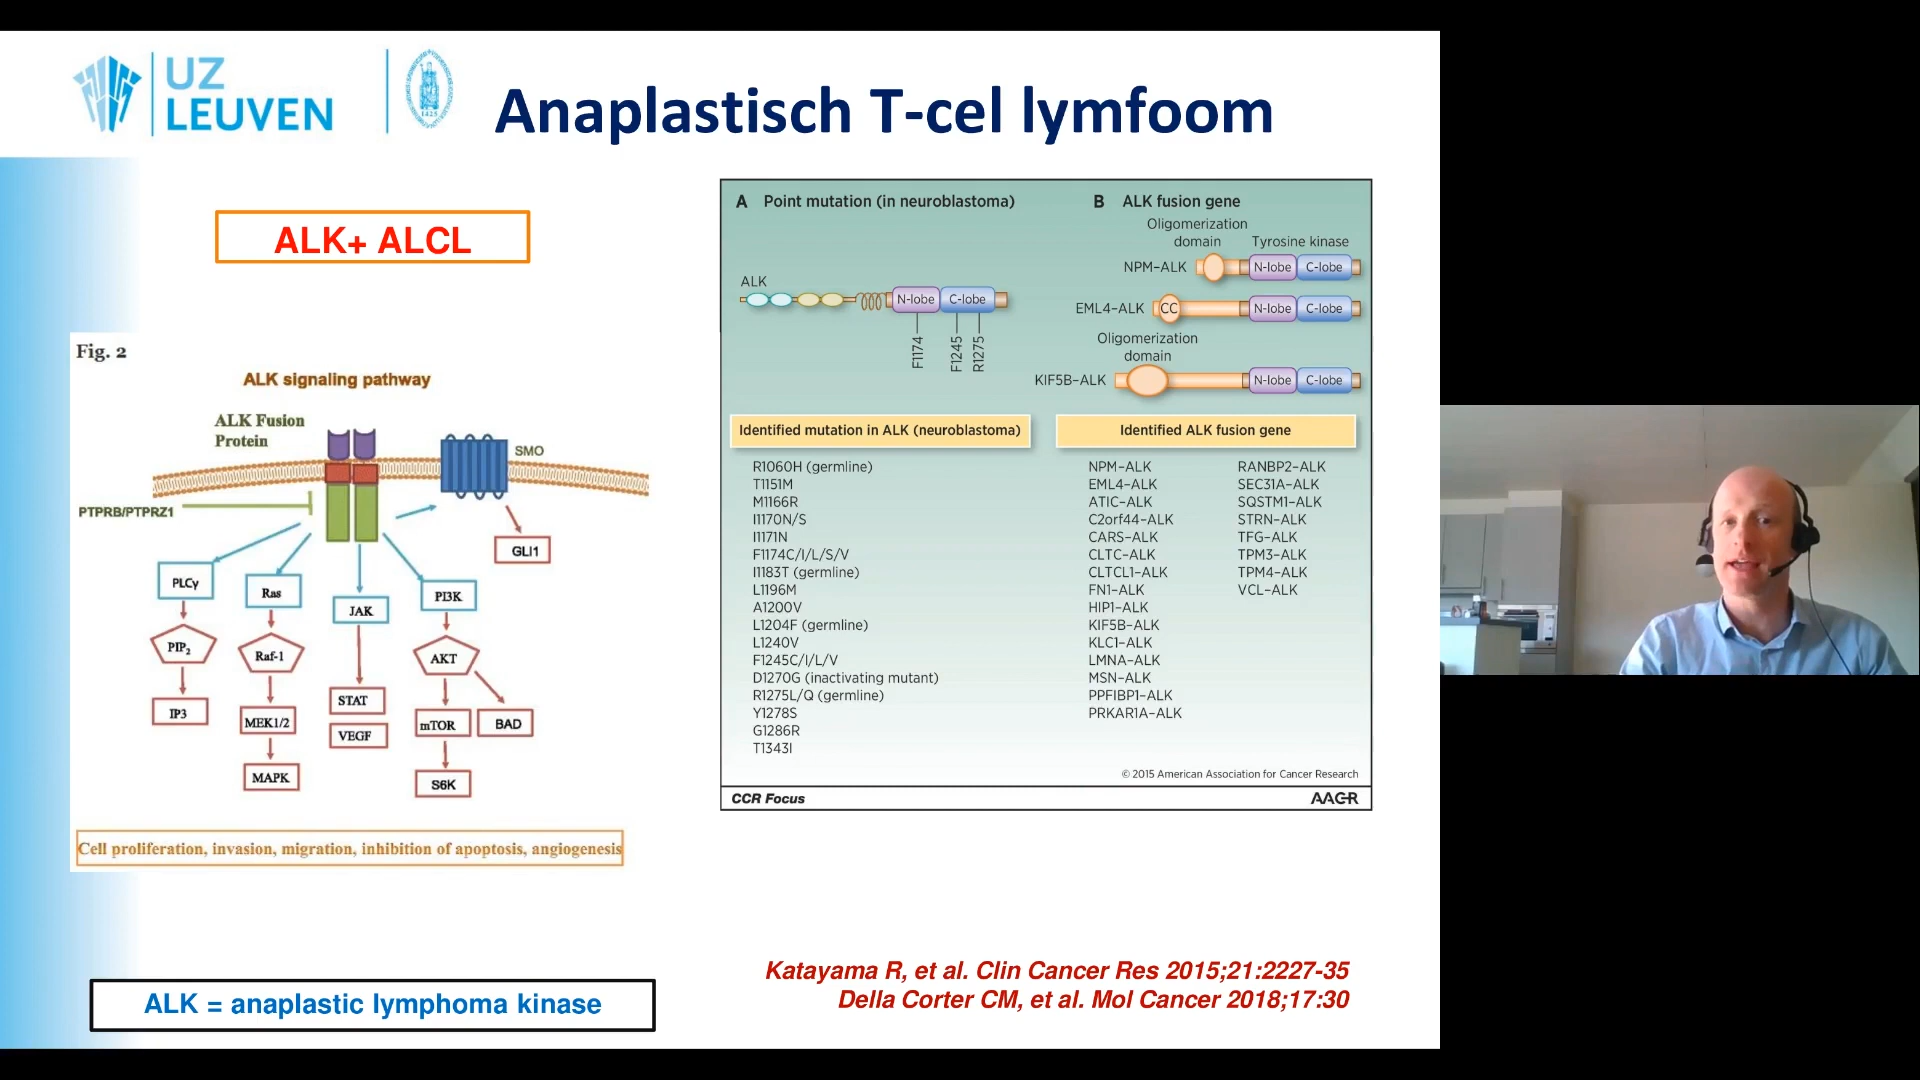 UZ
LEUVEN
1425
Anaplastisch T-cel lymfoom
ALK+ ALCL
Fig. 2
ALK signaling pathway
ALK Fusion
Protein
SMO
PTPRB/PTPRZ1
GLI1
PLCγ
Ras
JAK
PI3K
PIP2
Raf-1
AKT
IP3
MEK1/2
STAT
VEGF
mTOR
BAD
MAPK
S6K
Cell proliferation, invasion, migration, inhibition of apoptosis, angiogenesis
ALK = anaplastic lymphoma kinase
A Point mutation (in neuroblastoma)
ALK
N-lobe C-lobe
F1174
F1245
R1275
B ALK fusion gene
Oligomerization
domain
Tyrosine kinase
NPM–ALK N-lobe C-lobe
EML4–ALK CC N-lobe C-lobe
Oligomerization
domain
KIF5B–ALK N-lobe C-lobe
Identified mutation in ALK (neuroblastoma)
R1060H (germline)
T1151M
M1166R
I1170N/S
I1171N
F1174C/I/L/S/V
I1183T (germline)
L1196M
A1200V
L1204F (germline)
L1240V
F1245C/I/L/V
D1270G (inactivating mutant)
R1275L/Q (germline)
Y1278S
G1286R
T1343I
Identified ALK fusion gene
NPM–ALK
EML4–ALK
ATIC–ALK
C2orf44–ALK
CARS–ALK
CLTC–ALK
CLTCL1–ALK
FN1–ALK
HIP1–ALK
KIF5B–ALK
KLC1–ALK
LMNA–ALK
MSN–ALK
PPFIBP1–ALK
PRKAR1A–ALK
RANBP2–ALK
SEC31A–ALK
SQSTM1–ALK
STRN–ALK
TFG–ALK
TPM3–ALK
TPM4–ALK
VCL–ALK
© 2015 American Association for Cancer Research
CCR Focus
AACR
Katayama R, et al. Clin Cancer Res 2015;21:2227-35
Della Corter CM, et al. Mol Cancer 2018;17:30